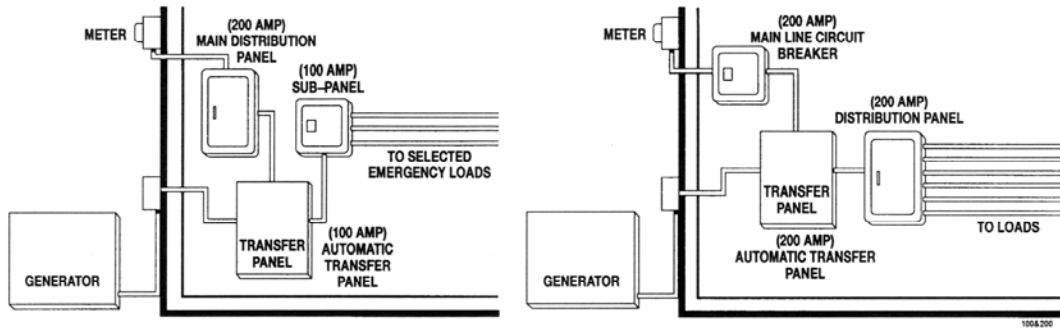 METER
(200 AMP)
MAIN DISTRIBUTION
PANEL
(100 AMP)
SUB-PANEL
TO SELECTED
EMERGENCY LOADS
TRANSFER
PANEL
(100 AMP)
AUTOMATIC
TRANSFER
PANEL
GENERATOR
METER
(200 AMP)
MAIN LINE CIRCUIT
BREAKER
(200 AMP)
DISTRIBUTION PANEL
TRANSFER
PANEL
TO LOADS
(200 AMP)
AUTOMATIC TRANSFER
PANEL
GENERATOR
100&200